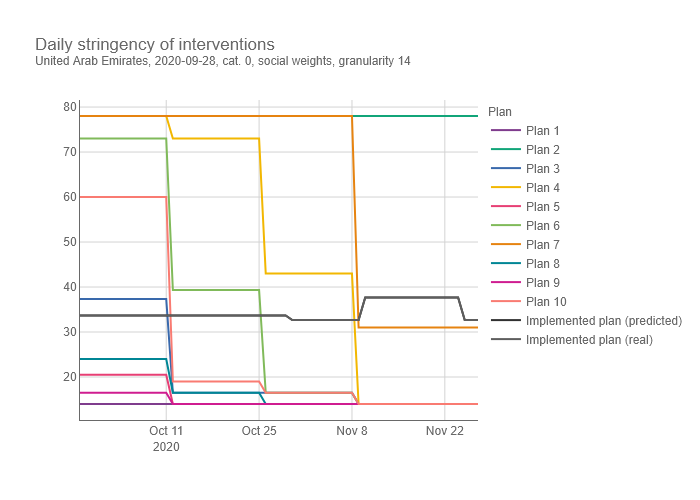 Daily stringency of interventions
United Arab Emirates, 2020-09-28, cat. 0, social weights, granularity 14
80
70
60
50
40
30
20
Oct 11
2020
Oct 25
Nov 8
Nov 22
Plan
Plan 1
Plan 2
Plan 3
Plan 4
Plan 5
Plan 6
Plan 7
Plan 8
Plan 9
Plan 10
Implemented plan (predicted)
Implemented plan (real)